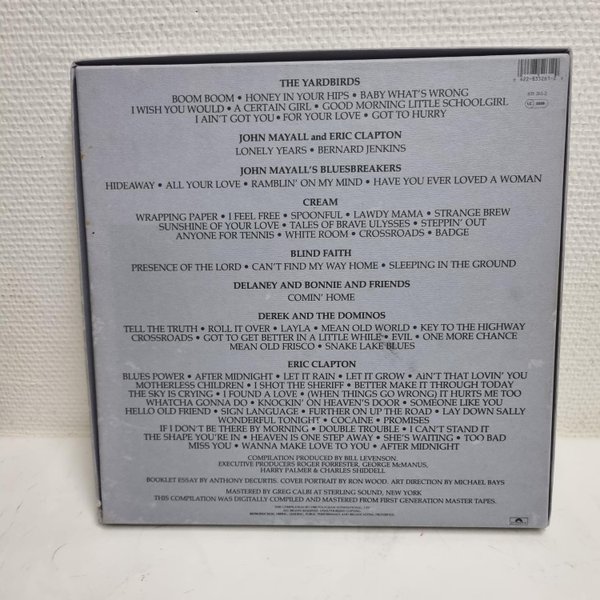 THE YARDBIRDS
BOOM BOOM • HONEY IN YOUR HIPS • BABY WHAT'S WRONG
I WISH YOU WOULD • A CERTAIN GIRL • GOOD MORNING LITTLE SCHOOLGIRL
I AIN'T GOT YOU • FOR YOUR LOVE • GOT TO HURRY
JOHN MAYALL and ERIC CLAPTON
LONELY YEARS • BERNARD JENKINS
JOHN MAYALL'S BLUESBREAKERS
HIDEAWAY • ALL YOUR LOVE • RAMBLIN' ON MY MIND • HAVE YOU EVER LOVED A WOMAN
CREAM
WRAPPING PAPER • I FEEL FREE • SPOONFUL • LAWDY MAMA • STRANGE BREW
SUNSHINE OF YOUR LOVE • TALES OF BRAVE ULYSSES • STEPPIN' OUT
ANYONE FOR TENNIS • WHITE ROOM • CROSSROADS • BADGE
BLIND FAITH
PRESENCE OF THE LORD • CAN'T FIND MY WAY HOME • SLEEPING IN THE GROUND
DELANEY AND BONNIE AND FRIENDS
COMIN' HOME
DEREK AND THE DOMINOS
TELL THE TRUTH • ROLL IT OVER • LAYLA • MEAN OLD WORLD • KEY TO THE HIGHWAY
CROSSROADS • GOT TO GET BETTER IN A LITTLE WHILE • EVIL • ONE MORE CHANCE
MEAN OLD FRISCO • SNAKE LAKE BLUES
ERIC CLAPTON
BLUES POWER • AFTER MIDNIGHT • LET IT RAIN • LET IT GROW • AIN'T THAT LOVIN' YOU
MOTHERLESS CHILDREN • I SHOT THE SHERIFF • BETTER MAKE IT THROUGH TODAY
THE SKY IS CRYING • I FOUND A LOVE • (WHEN THINGS GO WRONG) IT HURTS ME TOO
WHATCHA GONNA DO • KNOCKIN' ON HEAVEN'S DOOR • SOMEONE LIKE YOU
HELLO OLD FRIEND • SIGN LANGUAGE • FURTHER ON UP THE ROAD • LAY DOWN SALLY
WONDERFUL TONIGHT • COCAINE • PROMISES
IF I DON'T BE THERE BY MORNING • DOUBLE TROUBLE • I CAN'T STAND IT
THE SHAPE YOU'RE IN • HEAVEN IS ONE STEP AWAY • SHE'S WAITING • TOO BAD
MISS YOU • WANNA MAKE LOVE TO YOU • AFTER MIDNIGHT
COMPILATION PRODUCED BY BILL LEVENSON.
EXECUTIVE PRODUCERS ROGER FORRESTER, GEORGE McMANUS,
HARRY PALMER & CHARLES SHIDDELL
BOOKLET ESSAY BY ANTHONY DECURTIS. COVER PORTRAIT BY RON WOOD. ART DIRECTION BY MICHAEL BAYS
MASTERED BY GREG CALBI AT STERLING SOUND, NEW YORK
THIS COMPILATION WAS DIGITALLY COMPILED AND MASTERED FROM FIRST GENERATION MASTER TAPES.